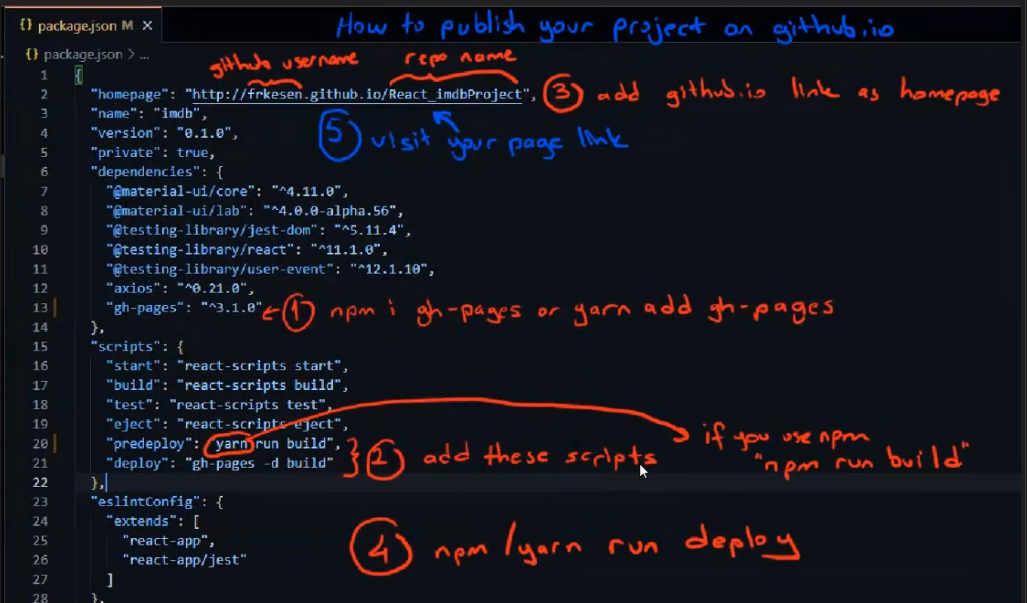 {} package.json M ×
How to publish your project on github.io
{} package.json > ...
github username
repo name
1 {
2 "homepage": "http://frkesen.github.io/React_imdbProject",
3 add github.io link as homepage
3 "name": "imdb",
4 "version": "0.1.0",
5 visit your page link
5 "private": true,
6 "dependencies": {
7 "@material-ui/core": "^4.11.0",
8 "@material-ui/lab": "^4.0.0-alpha.56",
9 "@testing-library/jest-dom": "^5.11.4",
10 "@testing-library/react": "^11.1.0",
11 "@testing-library/user-event": "^12.1.10",
12 "axios": "^0.21.0",
13 "gh-pages": "^3.1.0"
1 npm i gh-pages or yarn add gh-pages
14 },
15 "scripts": {
16 "start": "react-scripts start",
17 "build": "react-scripts build",
18 "test": "react-scripts test",
19 "eject": "react-scripts eject",
20 "predeploy": "yarn run build",
if you use npm
"npm run build"
21 "deploy": "gh-pages -d build"
2 add these scripts
22 },
23 "eslintConfig": {
24 "extends": [
25 "react-app",
26 "react-app/jest"
4 npm/yarn run deploy
27 ]
28 },